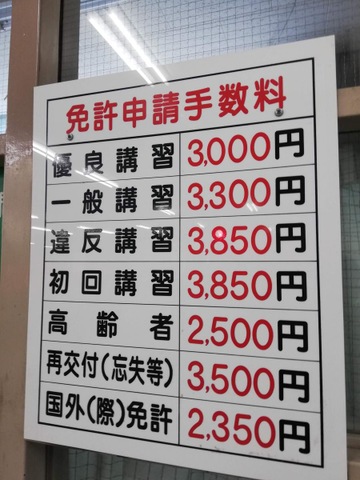 免許申請手数料
優良講習 3,000円
一般講習 3,300円
違反講習 3,850円
初回講習 3,850円
高齢者 2,500円
再交付(忘失等) 3,500円
国外(際)免許 2,350円